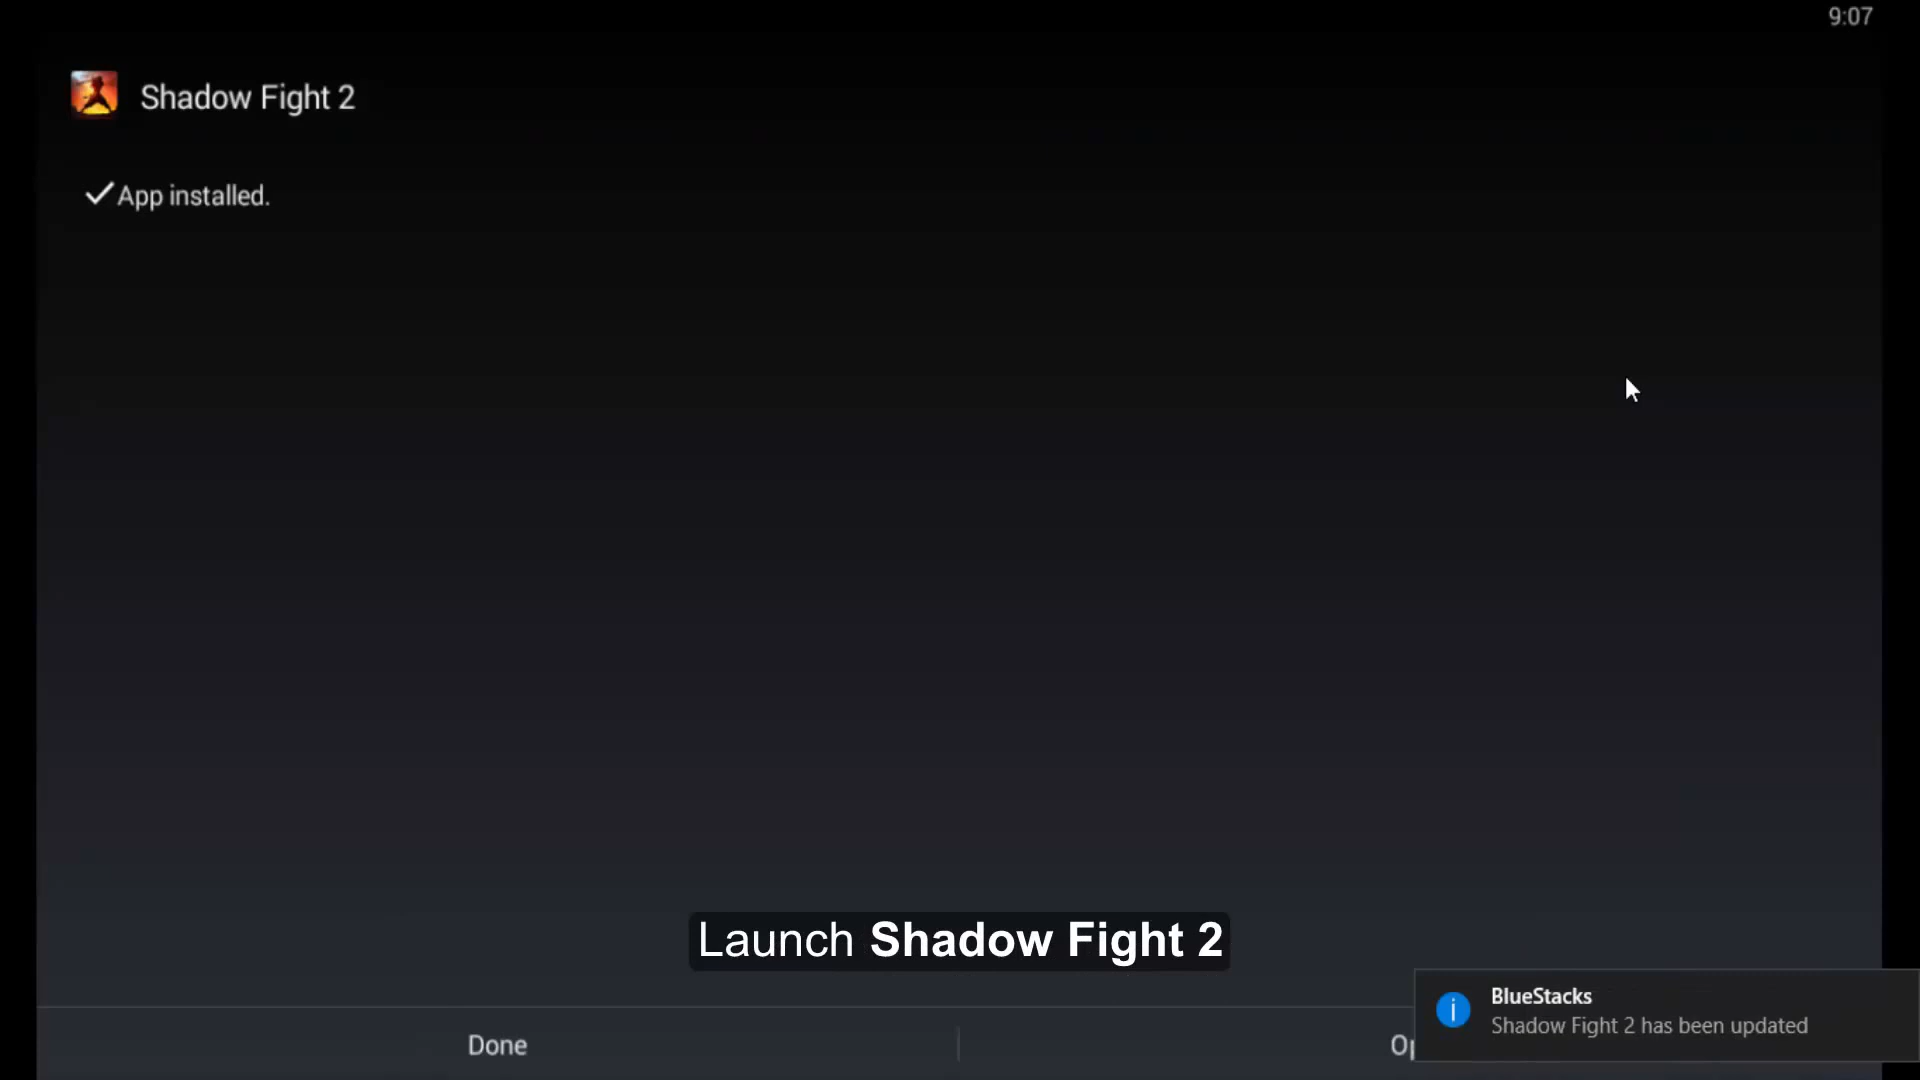 9:07
Shadow Fight 2
App installed.
Launch Shadow Fight 2
BlueStacks
Shadow Fight 2 has been updated
Done